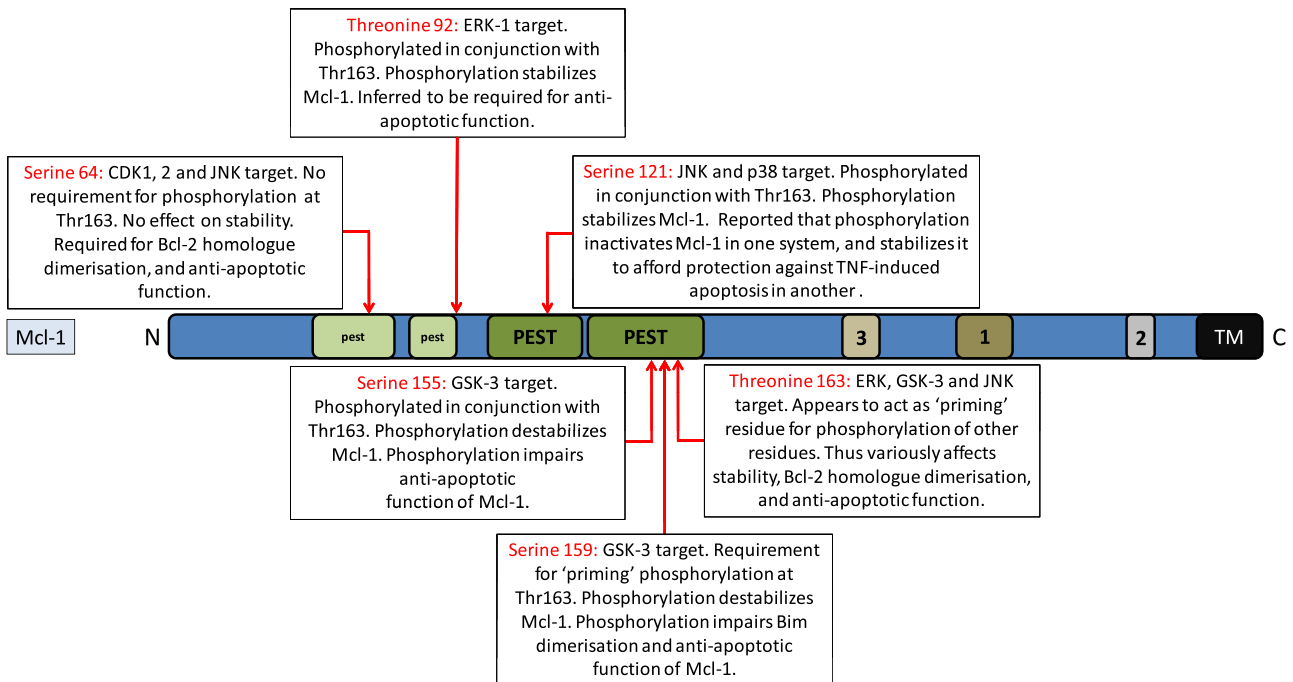 Threonine 92: ERK-1 target.
Phosphorylated in conjunction with
Thr163. Phosphorylation stabilizes
Mcl-1. Inferred to be required for anti-
apoptotic function.
Serine 64: CDK1, 2 and JNK target. No
requirement for phosphorylation at
Thr163. No effect on stability.
Required for Bcl-2 homologue
dimerisation, and anti-apoptotic
function.
Serine 121: JNK and p38 target. Phosphorylated
in conjunction with Thr163. Phosphorylation
stabilizes Mcl-1. Reported that phosphorylation
inactivates Mcl-1 in one system, and stabilizes it
to afford protection against TNF-induced
apoptosis in another .
Mcl-1 N pest pest PEST PEST 3 1 2 TM C
Serine 155: GSK-3 target.
Phosphorylated in conjunction with
Thr163. Phosphorylation destabilizes
Mcl-1. Phosphorylation impairs
anti-apoptotic
function of Mcl-1.
Threonine 163: ERK, GSK-3 and JNK
target. Appears to act as ‘priming’
residue for phosphorylation of other
residues. Thus variously affects
stability, Bcl-2 homologue dimerisation,
and anti-apoptotic function.
Serine 159: GSK-3 target. Requirement
for ‘priming’ phosphorylation at
Thr163. Phosphorylation destabilizes
Mcl-1. Phosphorylation impairs Bim
dimerisation and anti-apoptotic
function of Mcl-1.